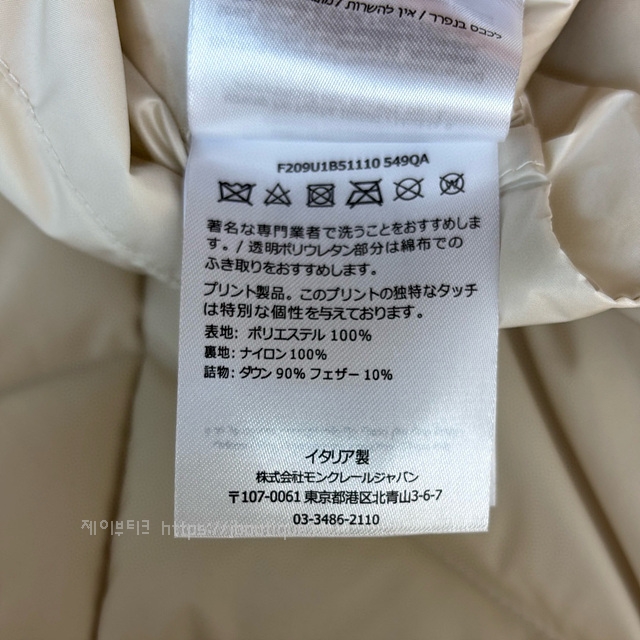 לכבס בנפרד / אין להשרות /
F209U1B51110 549QA
著名な専門業者で洗うことをおすすめしま
す。/ 透明ポリウレタン部分は綿布での
ふき取りをおすすめします。
プリント製品。このプリントの独特なタッチ
は特別な個性を与えております。
表地: ポリエステル 100%
裏地: ナイロン 100%
詰物: ダウン 90% フェザー 10%
イタリア製
株式会社モンクレールジャパン
〒107-0061 東京都港区北青山3-6-7
03-3486-2110
제이부티크 https://